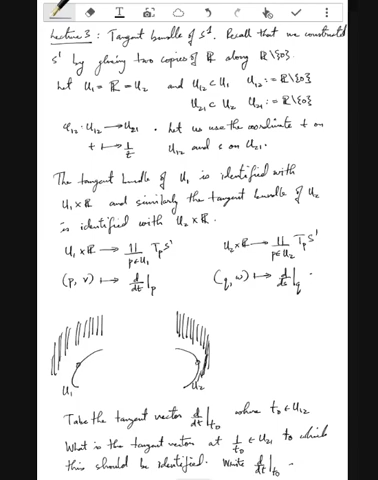 Lecture 3: Tangent bundle of S¹. Recall that we constructed
S¹ by gluing two copies of ℝ along ℝ\{0}
Let U₁ = ℝ = U₂ and U₁₂ ⊂ U₁ U₁₂ := ℝ\{0}
U₂₁ ⊂ U₂ U₂₁ := ℝ\{0}
φ₁₂ : U₁₂ → U₂₁ . Let us use the coordinate t on
t ↦ 1/t U₁₂ and s on U₂₁.
The tangent bundle of U₁ is identified with
U₁ × ℝ and similarly the tangent bundle of U₂
is identified with U₂ × ℝ.
U₁ × ℝ → ∐_{p∈U₁} T_p S¹ U₂ × ℝ → ∐_{p∈U₂} T_p S¹
(p, v) ↦ d/dt|_p (q, w) ↦ d/ds|_q .
U₁ U₂
Take the tangent vector d/dt|_{t₀} where t₀ ∈ U₁₂
What is the tangent vector at 1/t₀ ∈ U₂₁ to which
this should be identified. Write d/dt|_{t₀}